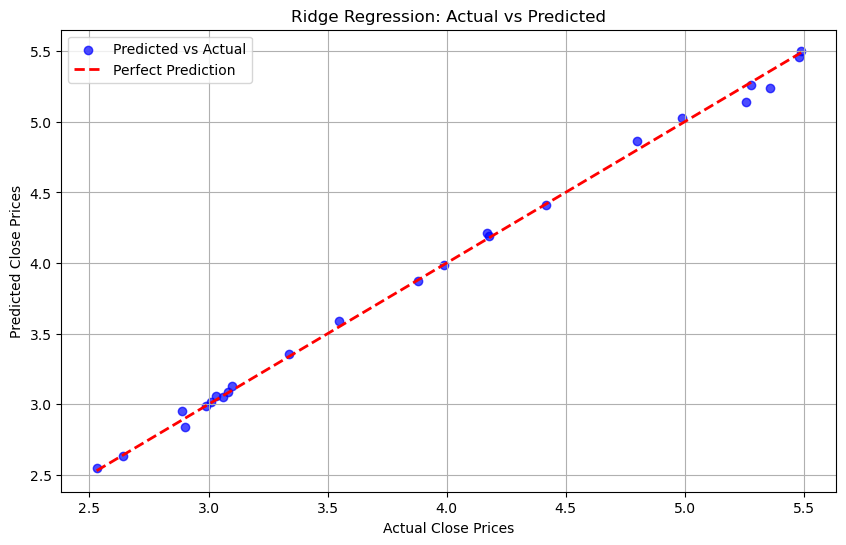 Ridge Regression: Actual vs Predicted
Predicted vs Actual
Perfect Prediction
Predicted Close Prices
5.5
5.0
4.5
4.0
3.5
3.0
2.5
2.5 3.0 3.5 4.0 4.5 5.0 5.5
Actual Close Prices